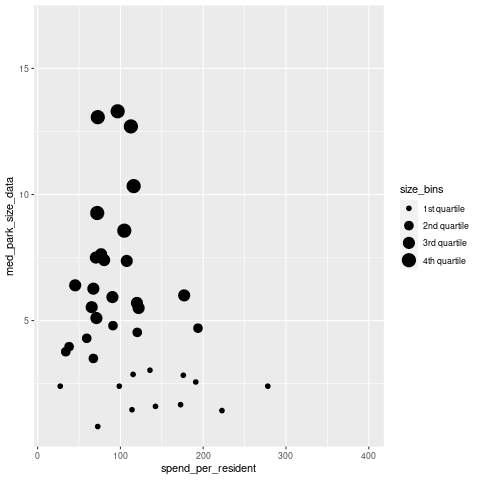 15
10
5
0
100
200
300
400
med_park_size_data
spend_per_resident
size_bins
1st quartile
2nd quartile
3rd quartile
4th quartile